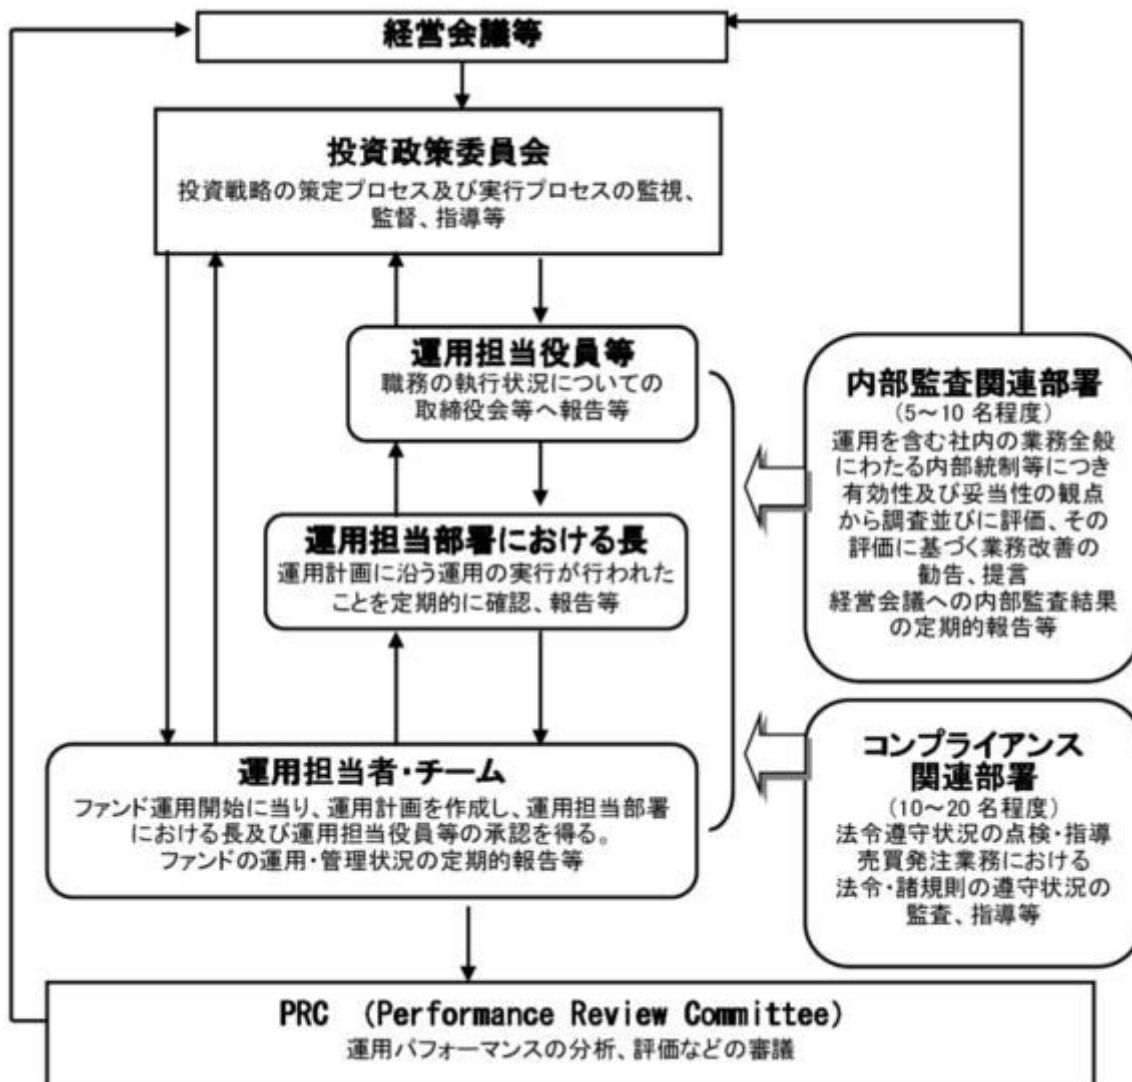 経営会議等
投資政策委員会
投資戦略の策定プロセス及び実行プロセスの監視、
監督、指導等
運用担当役員等
職務の執行状況についての
取締役会等へ報告等
運用担当部署における長
運用計画に沿う運用の実行が行われた
ことを定期的に確認、報告等
運用担当者・チーム
ファンド運用開始に当り、運用計画を作成し、運用担当部署
における長及び運用担当役員等の承認を得る。
ファンドの運用・管理状況の定期的報告等
内部監査関連部署
(5～10 名程度)
運用を含む社内の業務全般
にわたる内部統制等につき
有効性及び妥当性の観点
から調査並びに評価、その
評価に基づく業務改善の
勧告、提言
経営会議への内部監査結果
の定期的報告等
コンプライアンス
関連部署
(10～20 名程度)
法令遵守状況の点検・指導
売買発注業務における
法令・諸規則の遵守状況の
監査、指導等
PRC (Performance Review Committee)
運用パフォーマンスの分析、評価などの審議